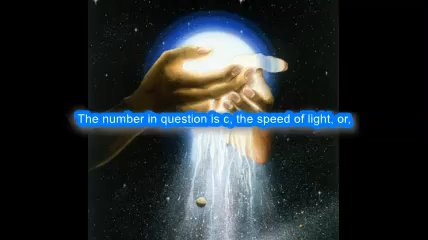 The number in question is c, the speed of light, or,